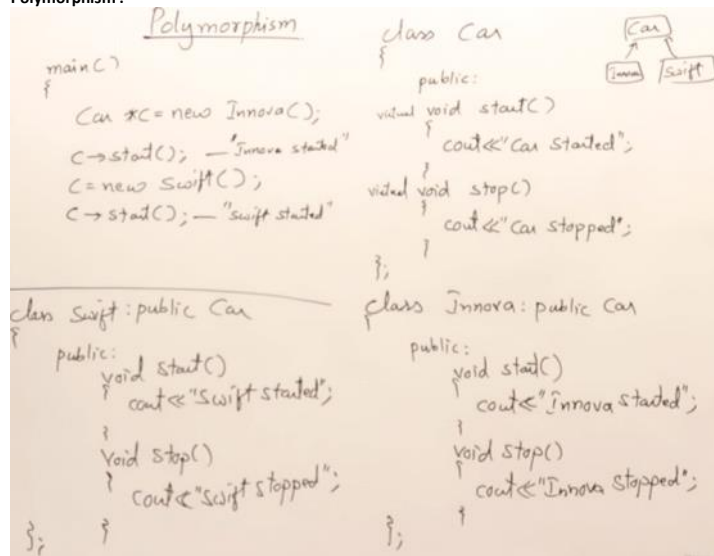 Polymorphism:
Polymorphism
main()
{
Car *C = new Innova();
C→start(); — "Innova started"
C = new Swift();
C→start(); — "swift started"
class Car
{
public:
virtual void start()
{
cout<<"Car Started";
}
virtual void stop()
{
cout<<"Car stopped";
}
};
Car
Innova
Swift
class Swift : public Car
{
public:
void start()
{
cout<<"Swift started";
}
void stop()
{
cout<<"Swift stopped";
}
};
class Innova : public Car
{
public:
void start()
{
cout<<"Innova started";
}
void stop()
{
cout<<"Innova stopped";
}
};